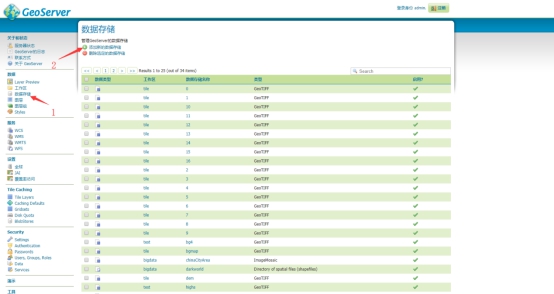 GeoServer
登录身份 admin.
注销
关于和状态
服务器状态
GeoServer的日志
联系方式
关于 GeoServer
数据
Layer Preview
工作区
数据存储
图层
图层组
Styles
服务
WCS
WFS
WMTS
WMS
设置
全局
JAI
覆盖面访问
Tile Caching
Tile Layers
Caching Defaults
Gridsets
Disk Quota
BlobStores
Security
Settings
Authentication
Passwords
Users, Groups, Roles
Data
Services
演示
工具
数据存储
管理GeoServer的数据存储
添加新的数据存储
删除选定的数据存储
1
2
<< < 1 2 > >> Results 1 to 25 (out of 34 items) Search
数据类型 工作区 数据存储名称 类型 启用?
tile 0 GeoTIFF
tile 1 GeoTIFF
tile 10 GeoTIFF
tile 11 GeoTIFF
tile 12 GeoTIFF
tile 13 GeoTIFF
tile 14 GeoTIFF
tile 15 GeoTIFF
tile 16 GeoTIFF
tile 2 GeoTIFF
tile 3 GeoTIFF
tile 4 GeoTIFF
tile 5 GeoTIFF
tile 6 GeoTIFF
tile 7 GeoTIFF
tile 8 GeoTIFF
tile 9 GeoTIFF
test GeoTIFF
tile GeoTIFF
bigdata ImageMosaic
bigdata Directory of spatial files (shapefiles)
tile dem GeoTIFF
test GeoTIFF